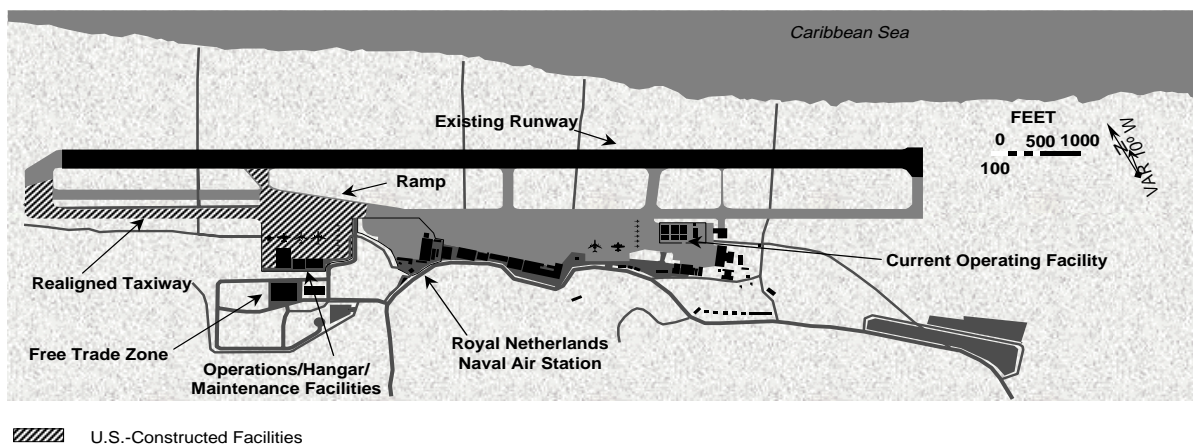 Caribbean Sea
Existing Runway
FEET
0 500 1000
100
N
VAR 10º W
Ramp
Realigned Taxiway
Current Operating Facility
Free Trade Zone
Operations/Hangar/
Maintenance Facilities
Royal Netherlands
Naval Air Station
U.S.-Constructed Facilities